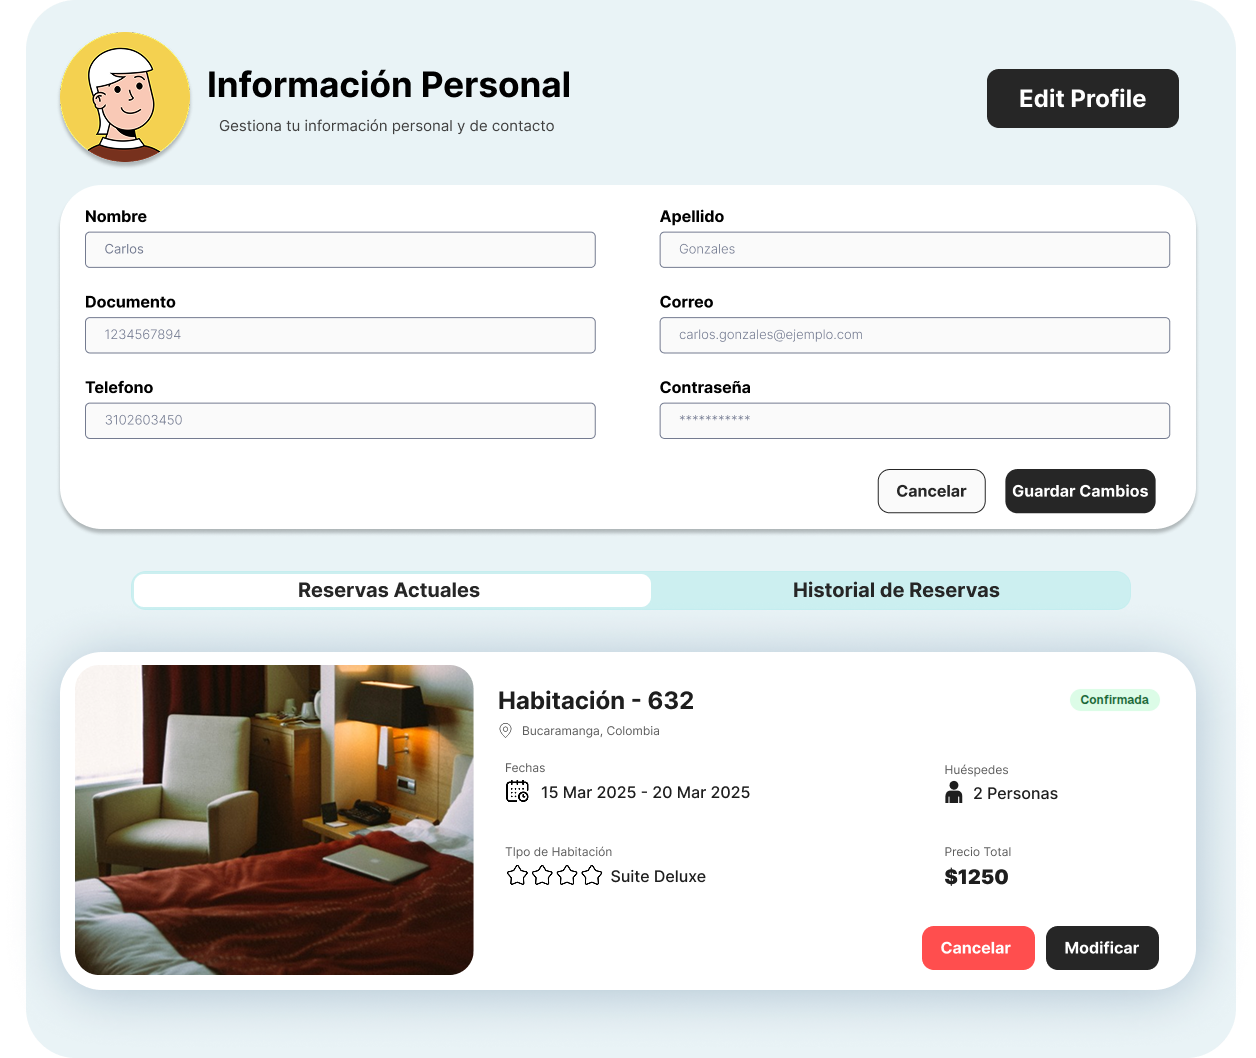 Información Personal
Gestiona tu información personal y de contacto
Edit Profile
Nombre
Carlos
Apellido
Gonzales
Documento
1234567894
Correo
carlos.gonzales@ejemplo.com
Telefono
3102603450
Contraseña
***********
Cancelar
Guardar Cambios
Reservas Actuales
Historial de Reservas
Habitación - 632
Confirmada
Bucaramanga, Colombia
Fechas
15 Mar 2025 - 20 Mar 2025
Huéspedes
2 Personas
TIpo de Habitación
Suite Deluxe
Precio Total
$1250
Cancelar
Modificar